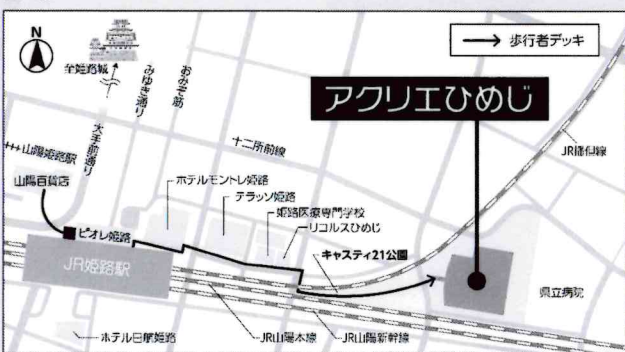 N
→ 歩行者デッキ
至姫路城
みゆき通り
おみぞ筋
大手前通り
アクリエひめじ
十二所前線
JR播但線
山陽姫路駅
山陽百貨店
ホテルモントレ姫路
テラッソ姫路
姫路医療専門学校
リコルスひめじ
ピオレ姫路
キャスティ21公園
JR姫路駅
県立病院
ホテル日航姫路
JR山陽本線
JR山陽新幹線